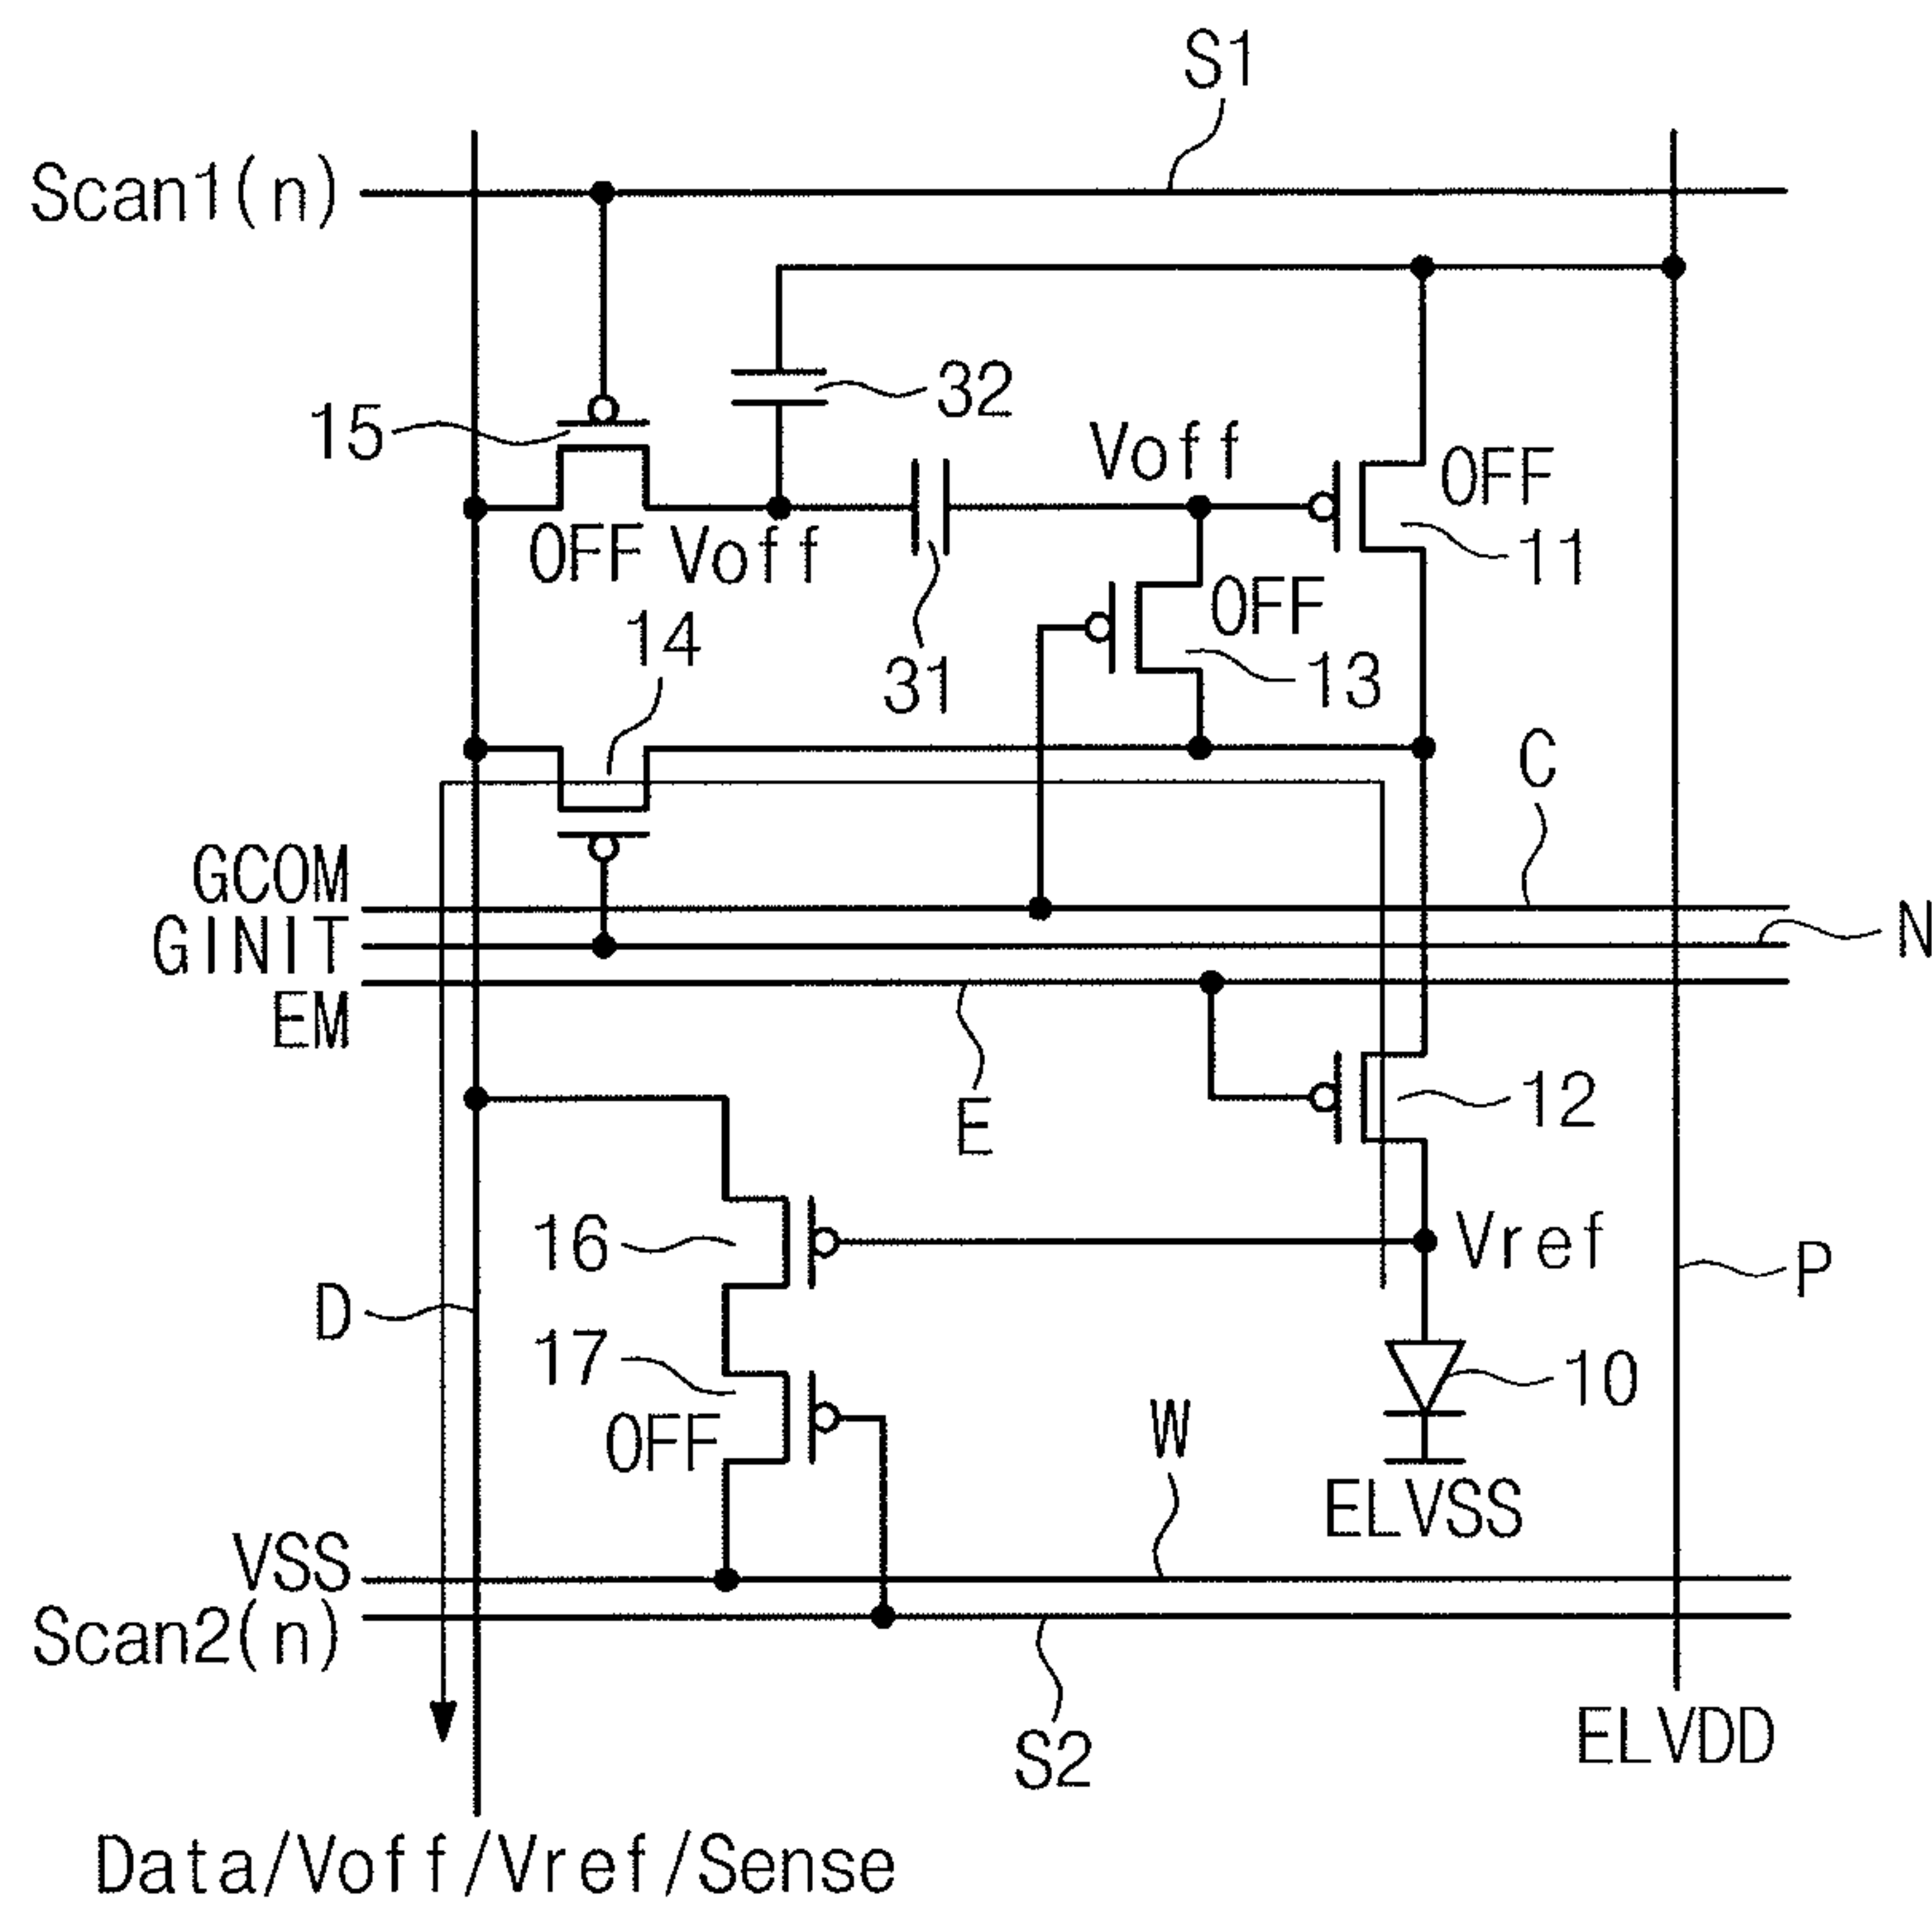 S1
Scan1(n)
32
15
Voff
OFF
11
OFF
Voff
OFF
14
31
13
C
GCOM
GINIT
N
EM
E
12
16
Vref
P
D
17
10
OFF
W
ELVSS
VSS
Scan2(n)
S2
ELVDD
Data/Voff/Vref/Sense